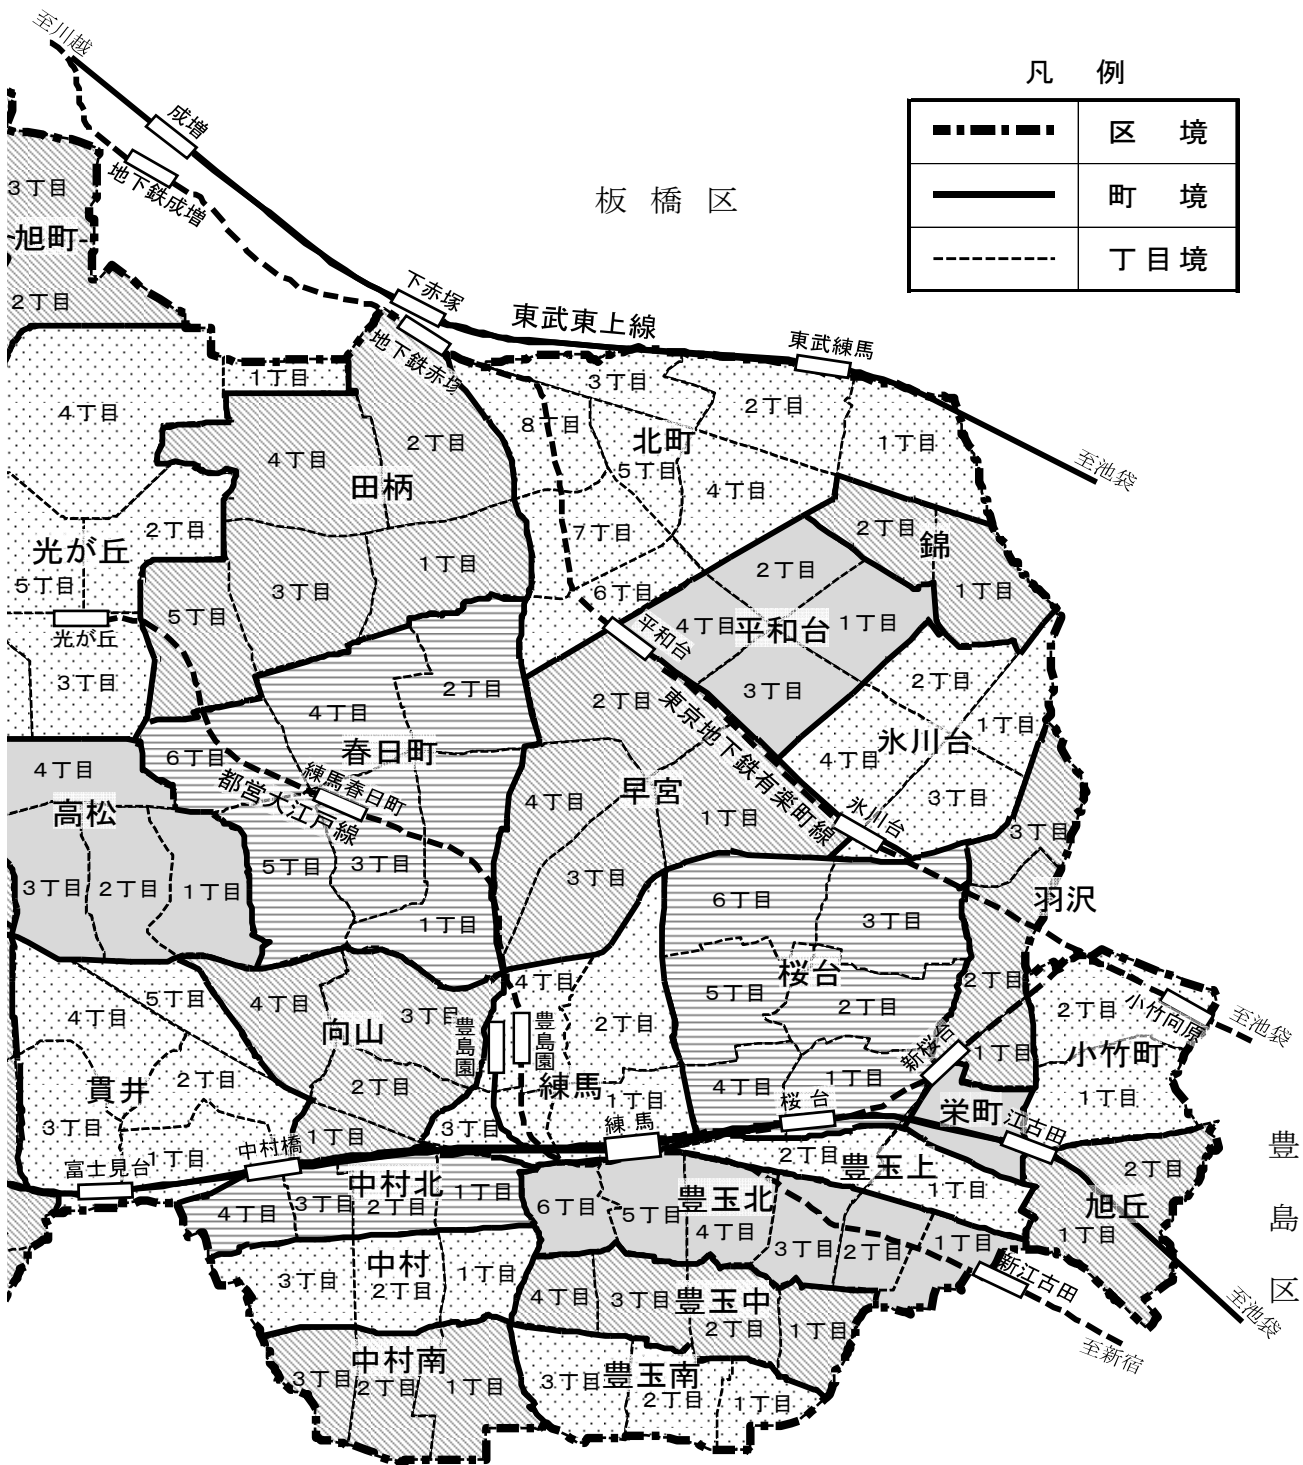 至川越
凡 例
区 境
町 境
丁目境
成増
地下鉄成増
板橋区
3丁目
旭町
2丁目
下赤塚
東武東上線
地下鉄赤塚
東武練馬
至池袋
1丁目
4丁目
2丁目
光が丘
5丁目
光が丘
3丁目
4丁目
2丁目
田柄
3丁目
1丁目
5丁目
3丁目
2丁目
1丁目
8丁目
北町
5丁目
4丁目
7丁目
6丁目
2丁目
錦
1丁目
2丁目
4丁目
平和台
1丁目
3丁目
平和台
東京地下鉄有楽町線
2丁目
1丁目
氷川台
4丁目
3丁目
氷川台
2丁目
4丁目
春日町
6丁目
練馬春日町
都営大江戸線
5丁目
3丁目
1丁目
2丁目
早宮
4丁目
1丁目
3丁目
4丁目
高松
3丁目
2丁目
1丁目
3丁目
羽沢
2丁目
1丁目
6丁目
3丁目
桜台
5丁目
2丁目
4丁目
1丁目
新桜台
桜台
2丁目
小竹向原
至池袋
小竹町
1丁目
5丁目
4丁目
2丁目
貫井
3丁目
1丁目
富士見台
中村橋
4丁目
3丁目
向山
2丁目
1丁目
豊島園
豊島園
4丁目
2丁目
練馬
1丁目
3丁目
練馬
栄町
江古田
2丁目
豊玉上
1丁目
2丁目
旭丘
1丁目
豊島区
至池袋
中村北
1丁目
3丁目
2丁目
4丁目
6丁目
5丁目
豊玉北
4丁目
3丁目
2丁目
1丁目
新江古田
至新宿
中村
3丁目
2丁目
1丁目
4丁目
3丁目
豊玉中
2丁目
1丁目
中村南
3丁目
2丁目
1丁目
豊玉南
3丁目
2丁目
1丁目